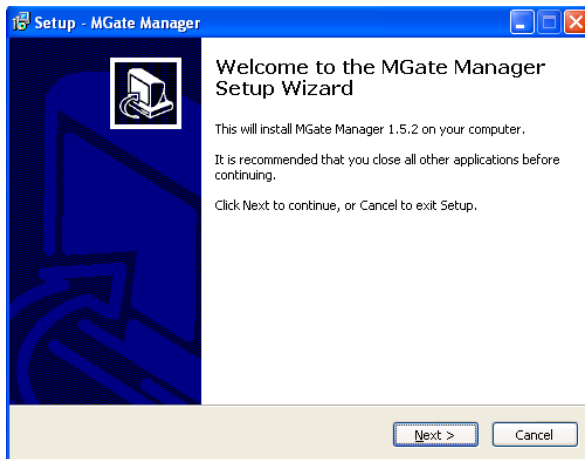 Setup - MGate Manager
Welcome to the MGate Manager
Setup Wizard
This will install MGate Manager 1.5.2 on your computer.
It is recommended that you close all other applications before
continuing.
Click Next to continue, or Cancel to exit Setup.
Next >
Cancel